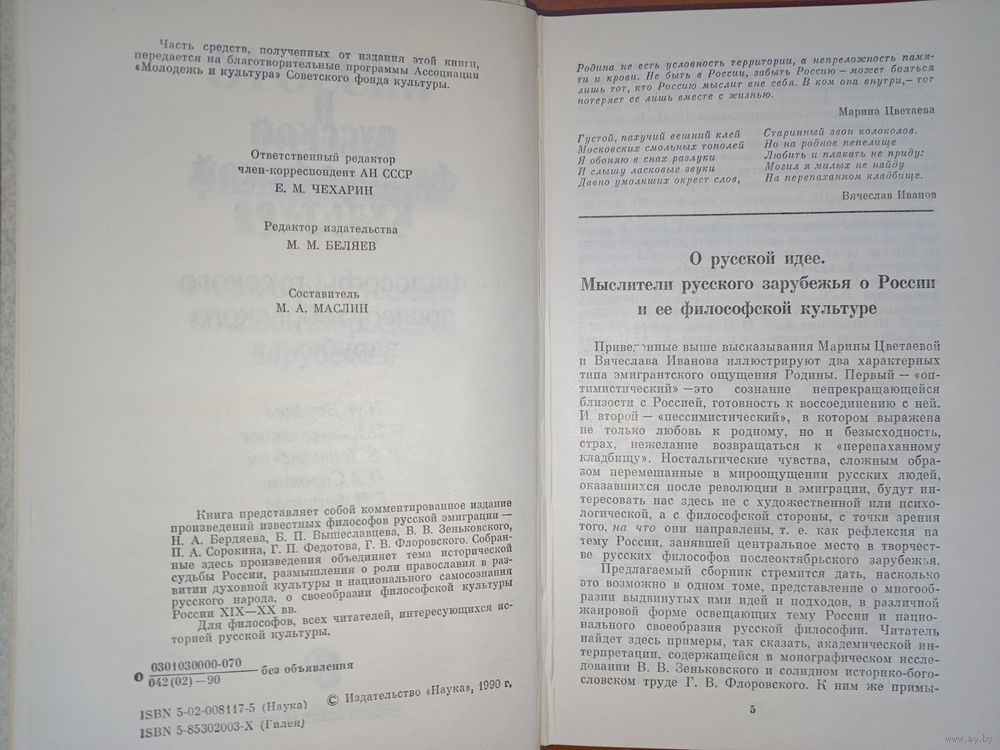 Часть средств, полученных от издания этой книги,
передается на благотворительные программы Ассоциации
«Молодежь и культура» Советского фонда культуры.
Ответственный редактор
член-корреспондент АН СССР
Е. М. ЧЕХАРИН
Редактор издательства
М. М. БЕЛЯЕВ
Составитель
М. А. МАСЛИН
Книга представляет собой комментированное издание
произведений известных философов русской эмиграции —
Н. А. Бердяева, Б. П. Вышеславцева, В. В. Зеньковского,
П. А. Сорокина, Г. П. Федотова, Г. В. Флоровского. Собран-
ные здесь произведения объединяет тема исторической
судьбы России, размышления о роли православия в раз-
витии духовной культуры и национального самосознания
русского народа, о своеобразии философской культуры
России XIX—XX вв.
Для философов, всех читателей, интересующихся ис-
торией русской культуры.
О 0301030000-070
042(02)—90 без объявления
© Издательство «Наука», 1990 г.
ISBN 5-02-008117-5 (Наука)
ISBN 5-85302003-X (Гилея)
Родина не есть условность территории, а непреложность памя-
ти и крови. Не быть в России, забыть Россию — может бояться
лишь тот, кто Россию мыслит вне себя. В ком она внутри,— тот
потеряет ее лишь вместе с жизнью.
Марина Цветаева
Густой, пахучий вешний клей
Московских смольных тополей
Я обоняю в снах разлуки
И слышу ласковые звуки
Давно умолкших окрест слов,
Старинный звон колоколов.
Но на родное пепелище
Любить и плакать не приду:
Могил я милых не найду
На перепаханном кладбище.
Вячеслав Иванов
О русской идее.
Мыслители русского зарубежья о России
и ее философской культуре
Приведенные выше высказывания Марины Цветаевой
и Вячеслава Иванова иллюстрируют два характерных
типа эмигрантского ощущения Родины. Первый — «оп-
тимистический» —это сознание непрекращающейся
близости с Россией, готовность к воссоединению с ней.
И второй — «пессимистический», в котором выражена
не только любовь к родному, но и безысходность,
страх, нежелание возвращаться к «перепаханному
кладбищу». Ностальгические чувства, сложным обра-
зом перемешанные в мироощущении русских людей,
оказавшихся после революции в эмиграции, будут ин-
тересовать нас здесь не с художественной или психо-
логической, а с философской стороны, с точки зрения
того, на что они направлены, т. е. как рефлексия на
тему России, занявшей центральное место в творчест-
ве русских философов послеоктябрьского зарубежья.
Предлагаемый сборник стремится дать, насколько
это возможно в одном томе, представление о многооб-
разии выдвинутых ими идей и подходов, в различной
жанровой форме освещающих тему России и нацио-
нального своеобразия русской философии. Читатель
найдет здесь примеры, так сказать, академической ин-
терпретации, содержащейся в монографическом иссле-
довании В. В. Зеньковского и солидном историко-бого-
словском труде Г. В. Флоровского. К ним же примы-
5
www.ay.by